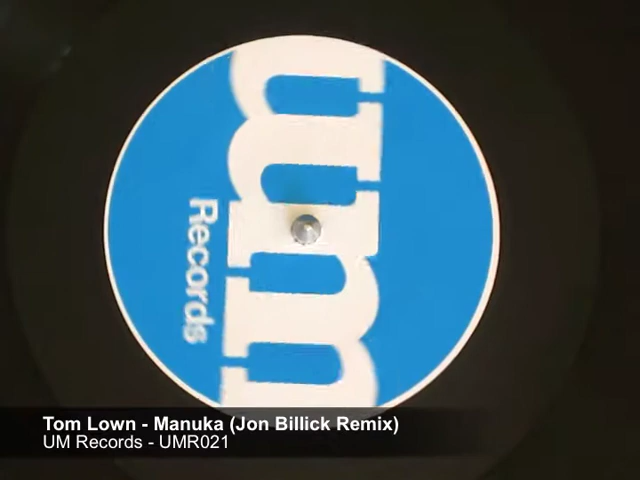 um
Records
Tom Lown - Manuka (Jon Billick Remix)
UM Records - UMR021